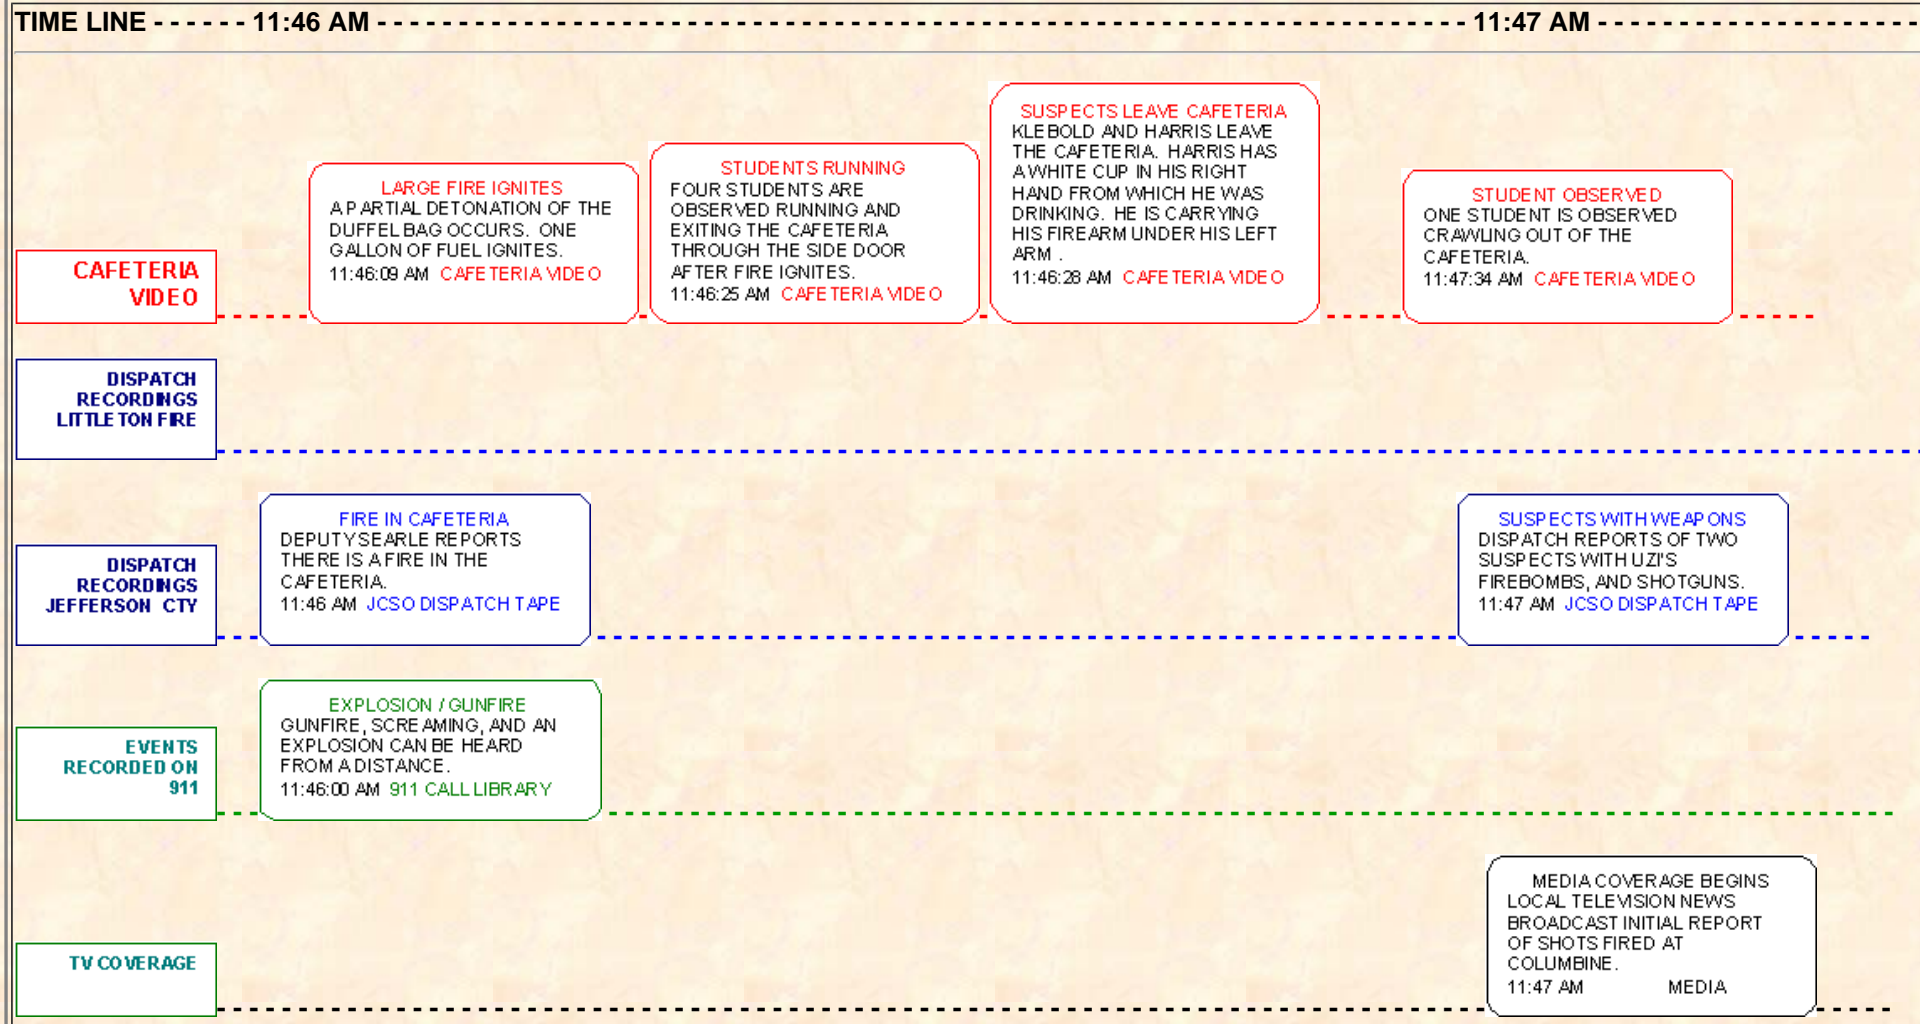 TIME LINE - - - - - - 11:46 AM - - - - - - - - - - - - - - - - - - - - - - - - - - - - - - - - - - - - - - - - - - - - - - - - - - - - - - - - - - - - - - - - - - - - - - 11:47 AM - - - - - - - - - - - - - - - - - - - - -
CAFETERIA
VIDEO
LARGE FIRE IGNITES
A PARTIAL DETONATION OF THE
DUFFEL BAG OCCURS. ONE
GALLON OF FUEL IGNITES.
11:46:09 AM CAFETERIA VIDEO
STUDENTS RUNNING
FOUR STUDENTS ARE
OBSERVED RUNNING AND
EXITING THE CAFETERIA
THROUGH THE SIDE DOOR
AFTER FIRE IGNITES.
11:46:25 AM CAFETERIA VIDEO
SUSPECTS LEAVE CAFETERIA
KLEBOLD AND HARRIS LEAVE
THE CAFETERIA. HARRIS HAS
A WHITE CUP IN HIS RIGHT
HAND FROM WHICH HE WAS
DRINKING. HE IS CARRYING
HIS FIREARM UNDER HIS LEFT
ARM .
11:46:28 AM CAFETERIA VIDEO
STUDENT OBSERVED
ONE STUDENT IS OBSERVED
CRAWLING OUT OF THE
CAFETERIA.
11:47:34 AM CAFETERIA VIDEO
DISPATCH
RECORDINGS
LITTLETON FIRE
DISPATCH
RECORDINGS
JEFFERSON CTY
FIRE IN CAFETERIA
DEPUTY SEARLE REPORTS
THERE IS A FIRE IN THE
CAFETERIA.
11:46 AM JCSO DISPATCH TAPE
SUSPECTS WITH WEAPONS
DISPATCH REPORTS OF TWO
SUSPECTS WITH UZI'S
FIREBOMBS, AND SHOTGUNS.
11:47 AM JCSO DISPATCH TAPE
EVENTS
RECORDED ON
911
EXPLOSION / GUNFIRE
GUNFIRE, SCREAMING, AND AN
EXPLOSION CAN BE HEARD
FROM A DISTANCE.
11:46:00 AM 911 CALL LIBRARY
TV COVERAGE
MEDIA COVERAGE BEGINS
LOCAL TELEVISION NEWS
BROADCAST INITIAL REPORT
OF SHOTS FIRED AT
COLUMBINE.
11:47 AM MEDIA